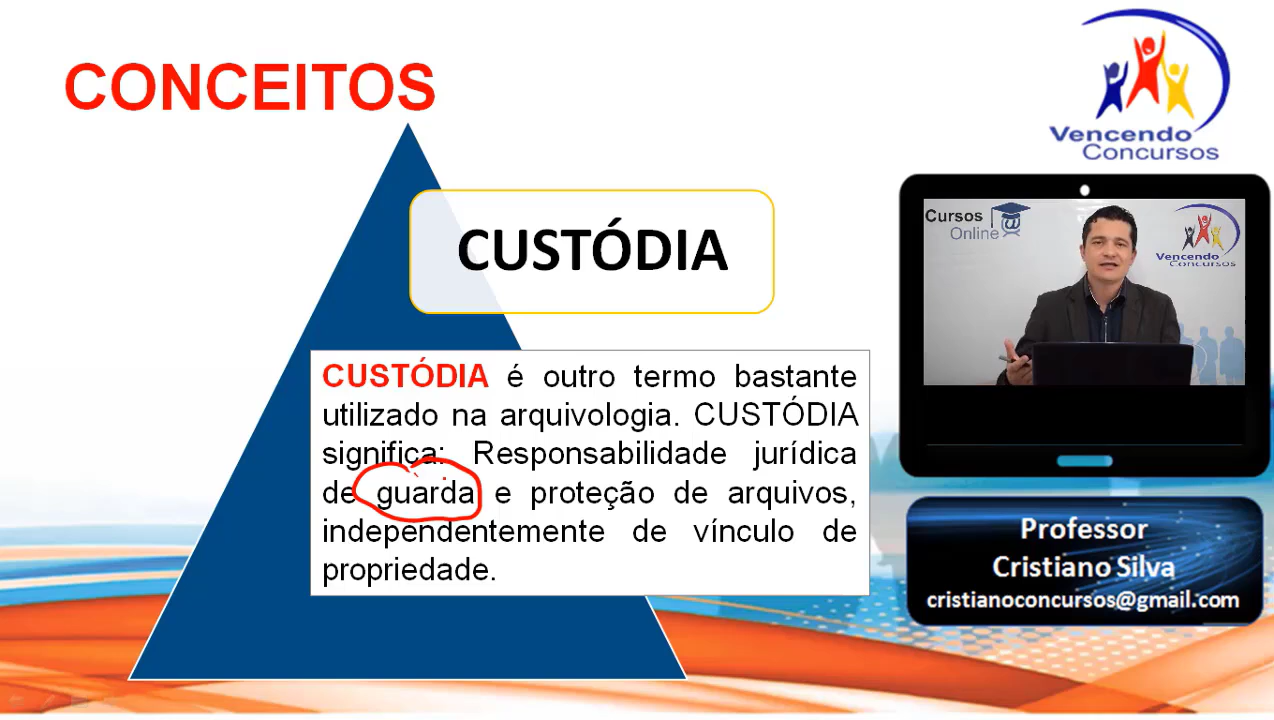 CONCEITOS
Vencendo
Concursos
CUSTÓDIA
CUSTÓDIA é outro termo bastante
utilizado na arquivologia. CUSTÓDIA
significa: Responsabilidade jurídica
de guarda e proteção de arquivos,
independentemente de vínculo de
propriedade.
Cursos
Online
@
Vencendo
Concursos
Professor
Cristiano Silva
cristianoconcursos@gmail.com